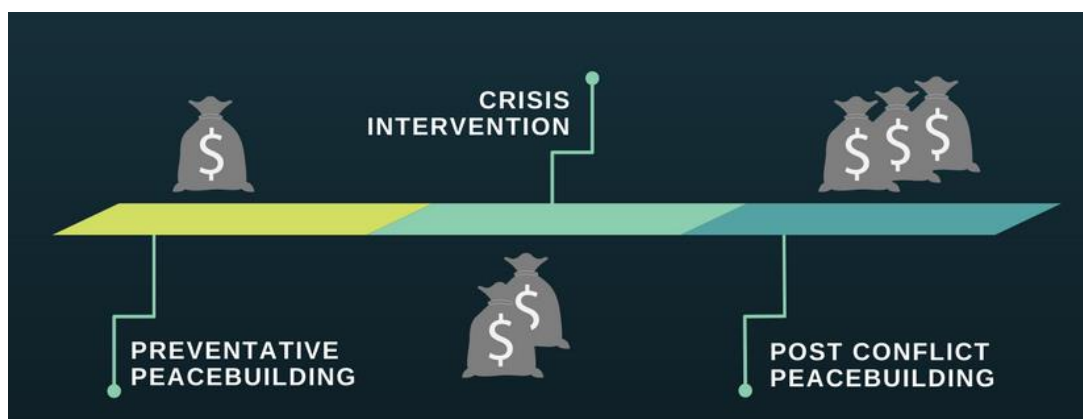 $
CRISIS
INTERVENTION
$ $ $
$ $
PREVENTATIVE
PEACEBUILDING
POST CONFLICT
PEACEBUILDING